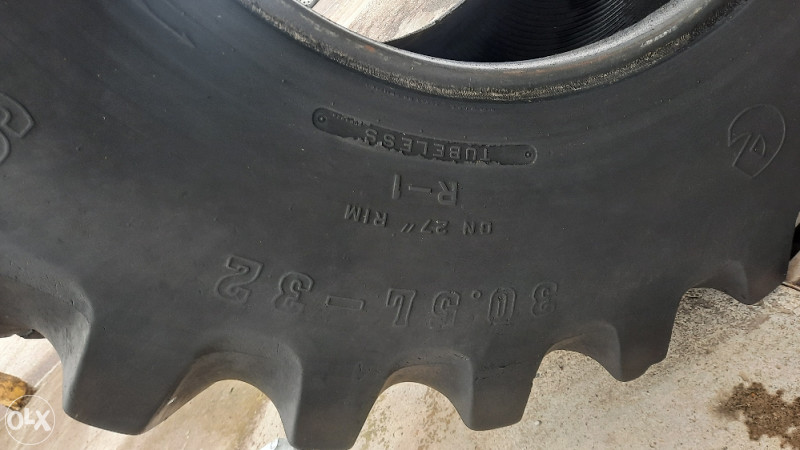 TUBELESS
R-1
ON 27" RIM
30.5L-32
OLX